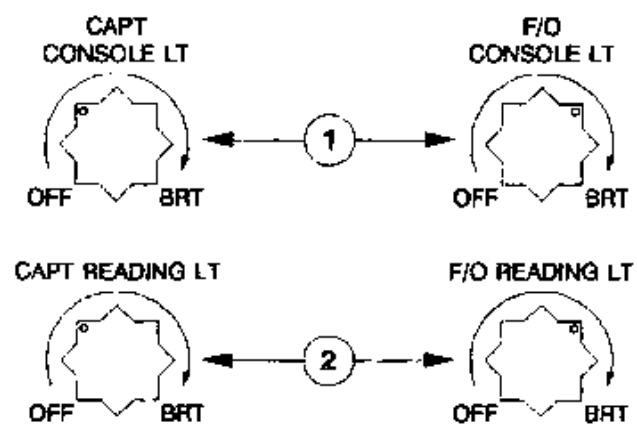 CAPT
CONSOLE LT
F/O
CONSOLE LT
1
OFF BRT
OFF BRT
CAPT READING LT
F/O READING LT
2
OFF BRT
OFF BRT